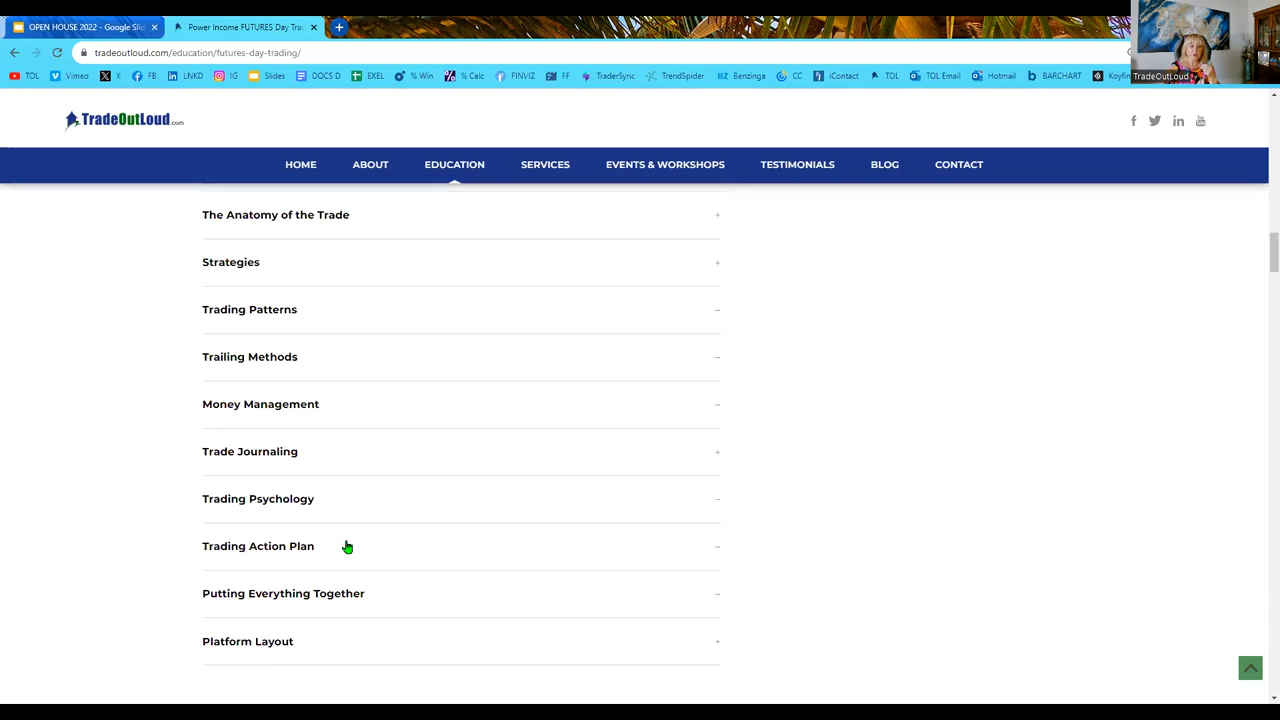 OPEN HOUSE 2022 - Google Slid
Power Income FUTURES Day Trad
tradeoutloud.com/education/futures-day-trading/
TOL Vimeo X FB LNKD IG Slides DOCS D EXEL % Win % Calc FINVIZ FF TraderSync TrendSpider Benzinga CC iContact TOL TOL Email Hotmail BARCHART Koyfin
TradeOutLoud
TradeOutLoud.com
HOME ABOUT EDUCATION SERVICES EVENTS & WORKSHOPS TESTIMONIALS BLOG CONTACT
The Anatomy of the Trade
Strategies
Trading Patterns
Trailing Methods
Money Management
Trade Journaling
Trading Psychology
Trading Action Plan
Putting Everything Together
Platform Layout